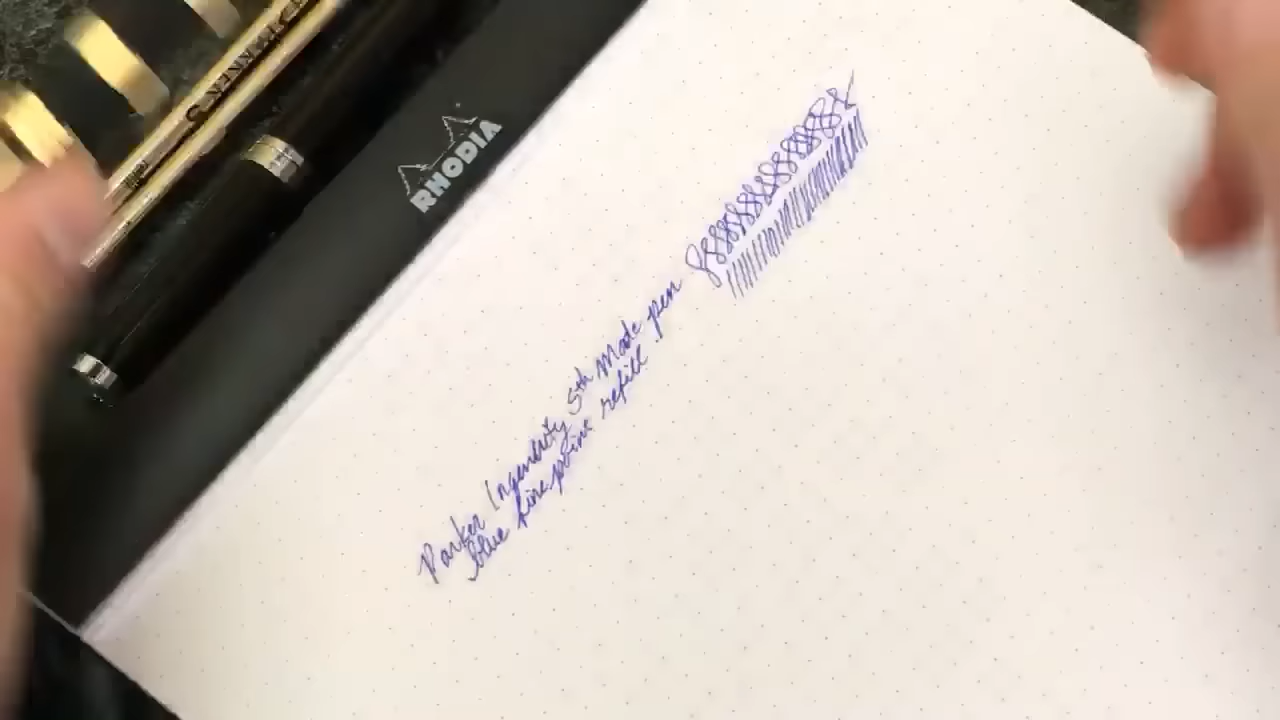 RHODIA
Parker Ingenuity 5th Mode pen
blue fine point refill.